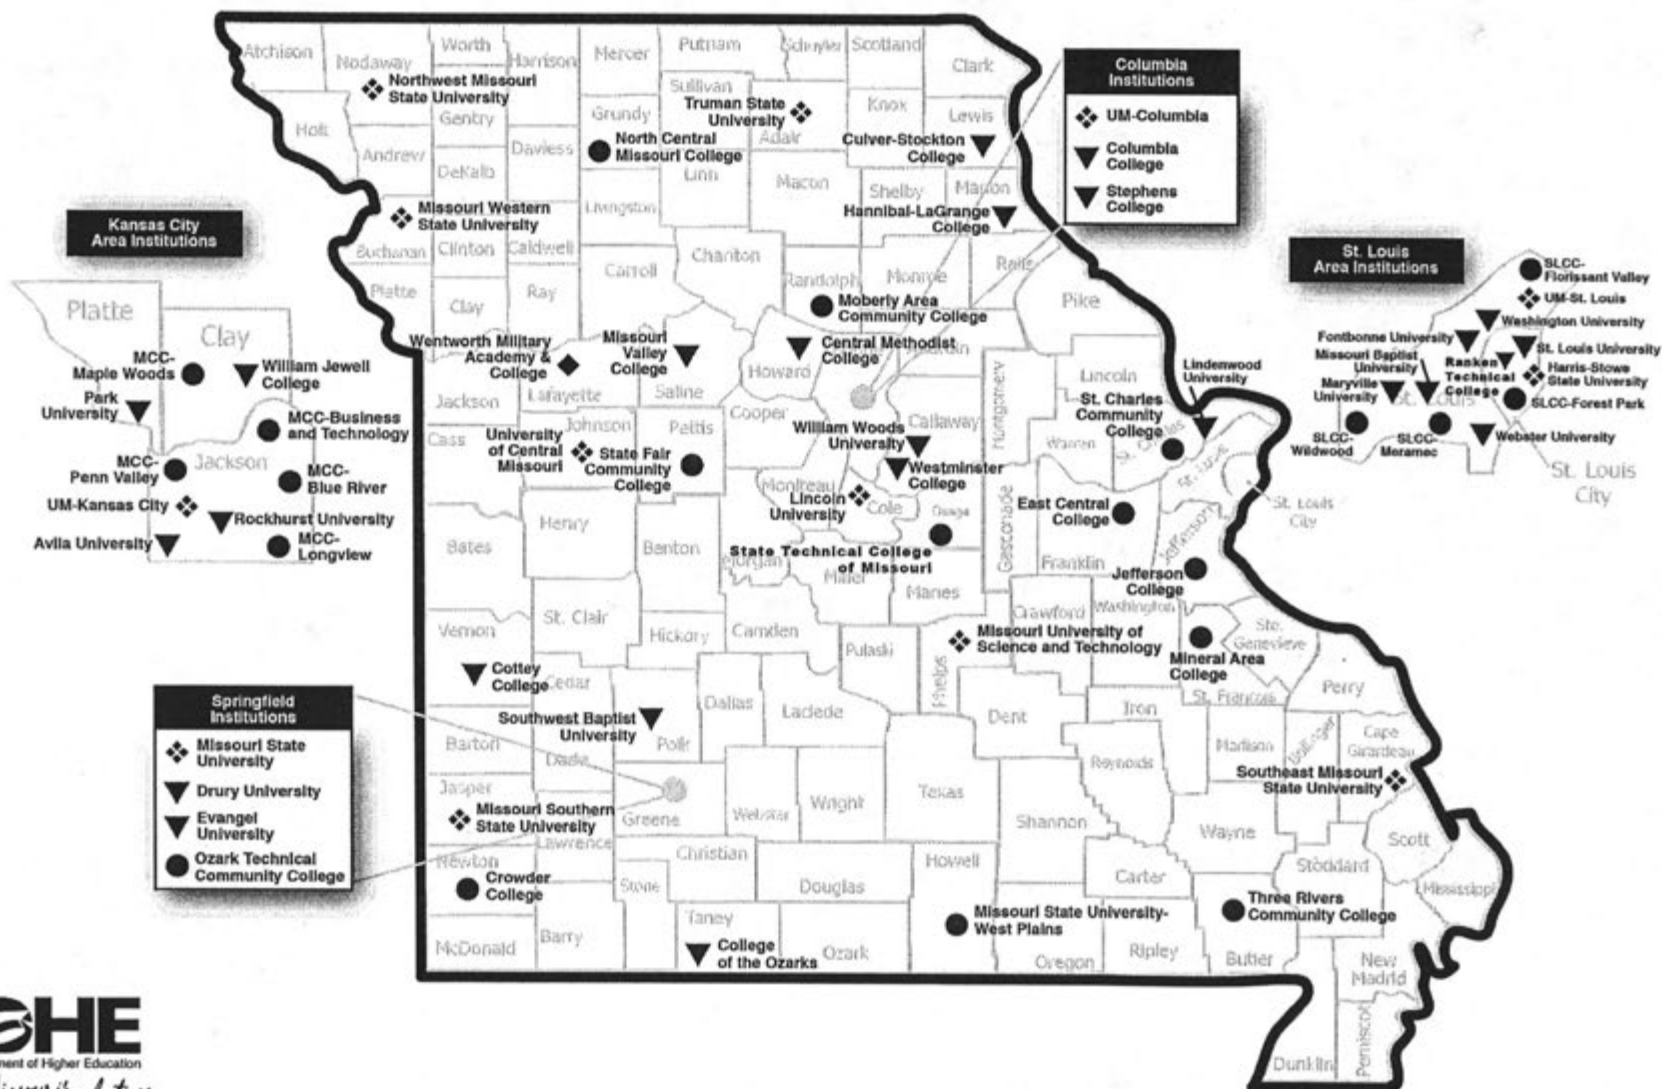 Atchison
Nodaway
Worth
Harrison
Mercer
Putnam
Schuyler
Scotland
Clark
Northwest Missouri
State University
Gentry
Holt
Andrew
DeKalb
Daviess
Grundy
North Central
Missouri College
Sullivan
Truman State
University
Adair
Knox
Lewis
Culver-Stockton
College
Linn
Macon
Shelby
Marion
Hannibal-LaGrange
College
Livingston
Missouri Western
State University
Buchanan
Clinton
Caldwell
Carroll
Chariton
Randolph
Monroe
Ralls
Pike
Platte
Clay
Ray
Moberly Area
Community College
Wentworth Military
Academy &
College
Missouri
Valley
College
Central Methodist
College
Howard
Lafayette
Saline
Jackson
Cass
Johnson
Pettis
Cooper
University
of Central
Missouri
State Fair
Community
College
William Woods
University
Callaway
Westminster
College
Montgomery
Lincoln
Warren
St. Charles
Community
College
St. Charles
Lindenwood
University
St. Louis
St. Louis
City
Moniteau
Lincoln
University
Cole
Osage
Gasconade
East Central
College
Franklin
Jefferson
Jefferson
College
State Technical College
of Missouri
Bates
Henry
Benton
Morgan
Miller
Maries
Vernon
St. Clair
Hickory
Camden
Pulaski
Phelps
Missouri University of
Science and Technology
Crawford
Washington
Ste.
Genevieve
Mineral Area
College
St. Francois
Perry
Cottey
College
Cedar
Southwest Baptist
University
Polk
Dallas
Laclede
Dent
Iron
Madison
Bollinger
Cape
Girardeau
Barton
Dade
Jasper
Missouri Southern
State University
Greene
Webster
Wright
Texas
Reynolds
Shannon
Wayne
Southeast Missouri
State University
Scott
Stoddard
Mississippi
Newton
Lawrence
Crowder
College
Christian
Stone
Douglas
Howell
Carter
McDonald
Barry
Taney
College
of the Ozarks
Ozark
Missouri State University-
West Plains
Oregon
Ripley
Three Rivers
Community College
Butler
New
Madrid
Dunklin
Pemiscot
Columbia
Institutions
UM-Columbia
Columbia
College
Stephens
College
Kansas City
Area Institutions
Platte
Clay
MCC-
Maple Woods
William Jewell
College
Park
University
MCC-Business
and Technology
MCC-
Penn Valley
Jackson
MCC-
Blue River
UM-Kansas City
Rockhurst University
Avila University
MCC-
Longview
Springfield
Institutions
Missouri State
University
Drury University
Evangel
University
Ozark Technical
Community College
St. Louis
Area Institutions
SLCC-
Florissant Valley
UM-St. Louis
Washington University
Fontbonne University
St. Louis University
Missouri Baptist
University
Ranken
Technical
College
Harris-Stowe
State University
Maryville
University
St. Louis
SLCC-Forest Park
SLCC-
Wildwood
SLCC-
Meramec
Webster University
St. Louis
City
HE
ment of Higher Education